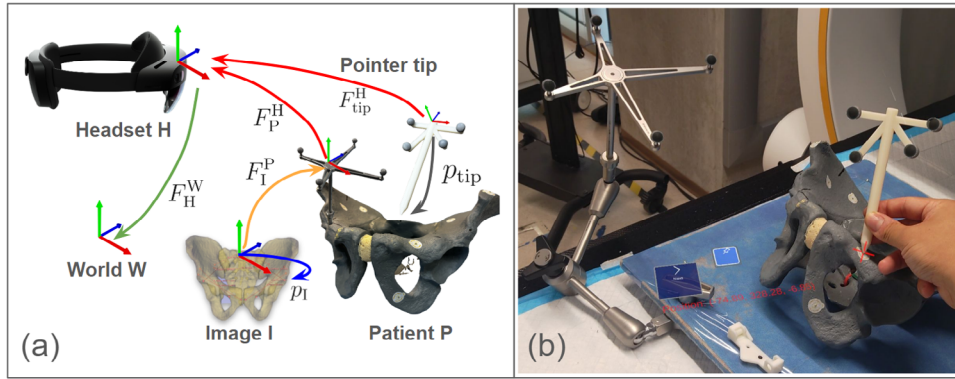 Pointer tip
F_tip^H
Headset H
F_P^H
F_I^P
p_tip
F_H^W
World W
p_I
Image I
Patient P
(a)
(b)